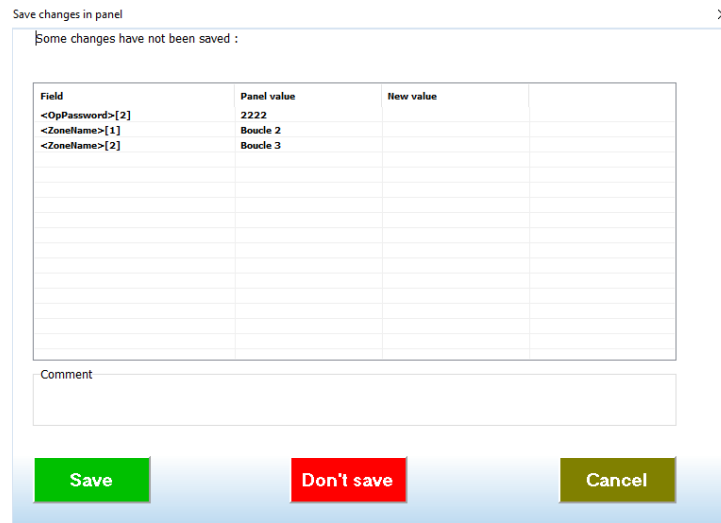 Save changes in panel
Some changes have not been saved :
Field Panel value New value
<OpPassword>[2] 2222
<ZoneName>[1] Boucle 2
<ZoneName>[2] Boucle 3
Comment
Save Don't save Cancel